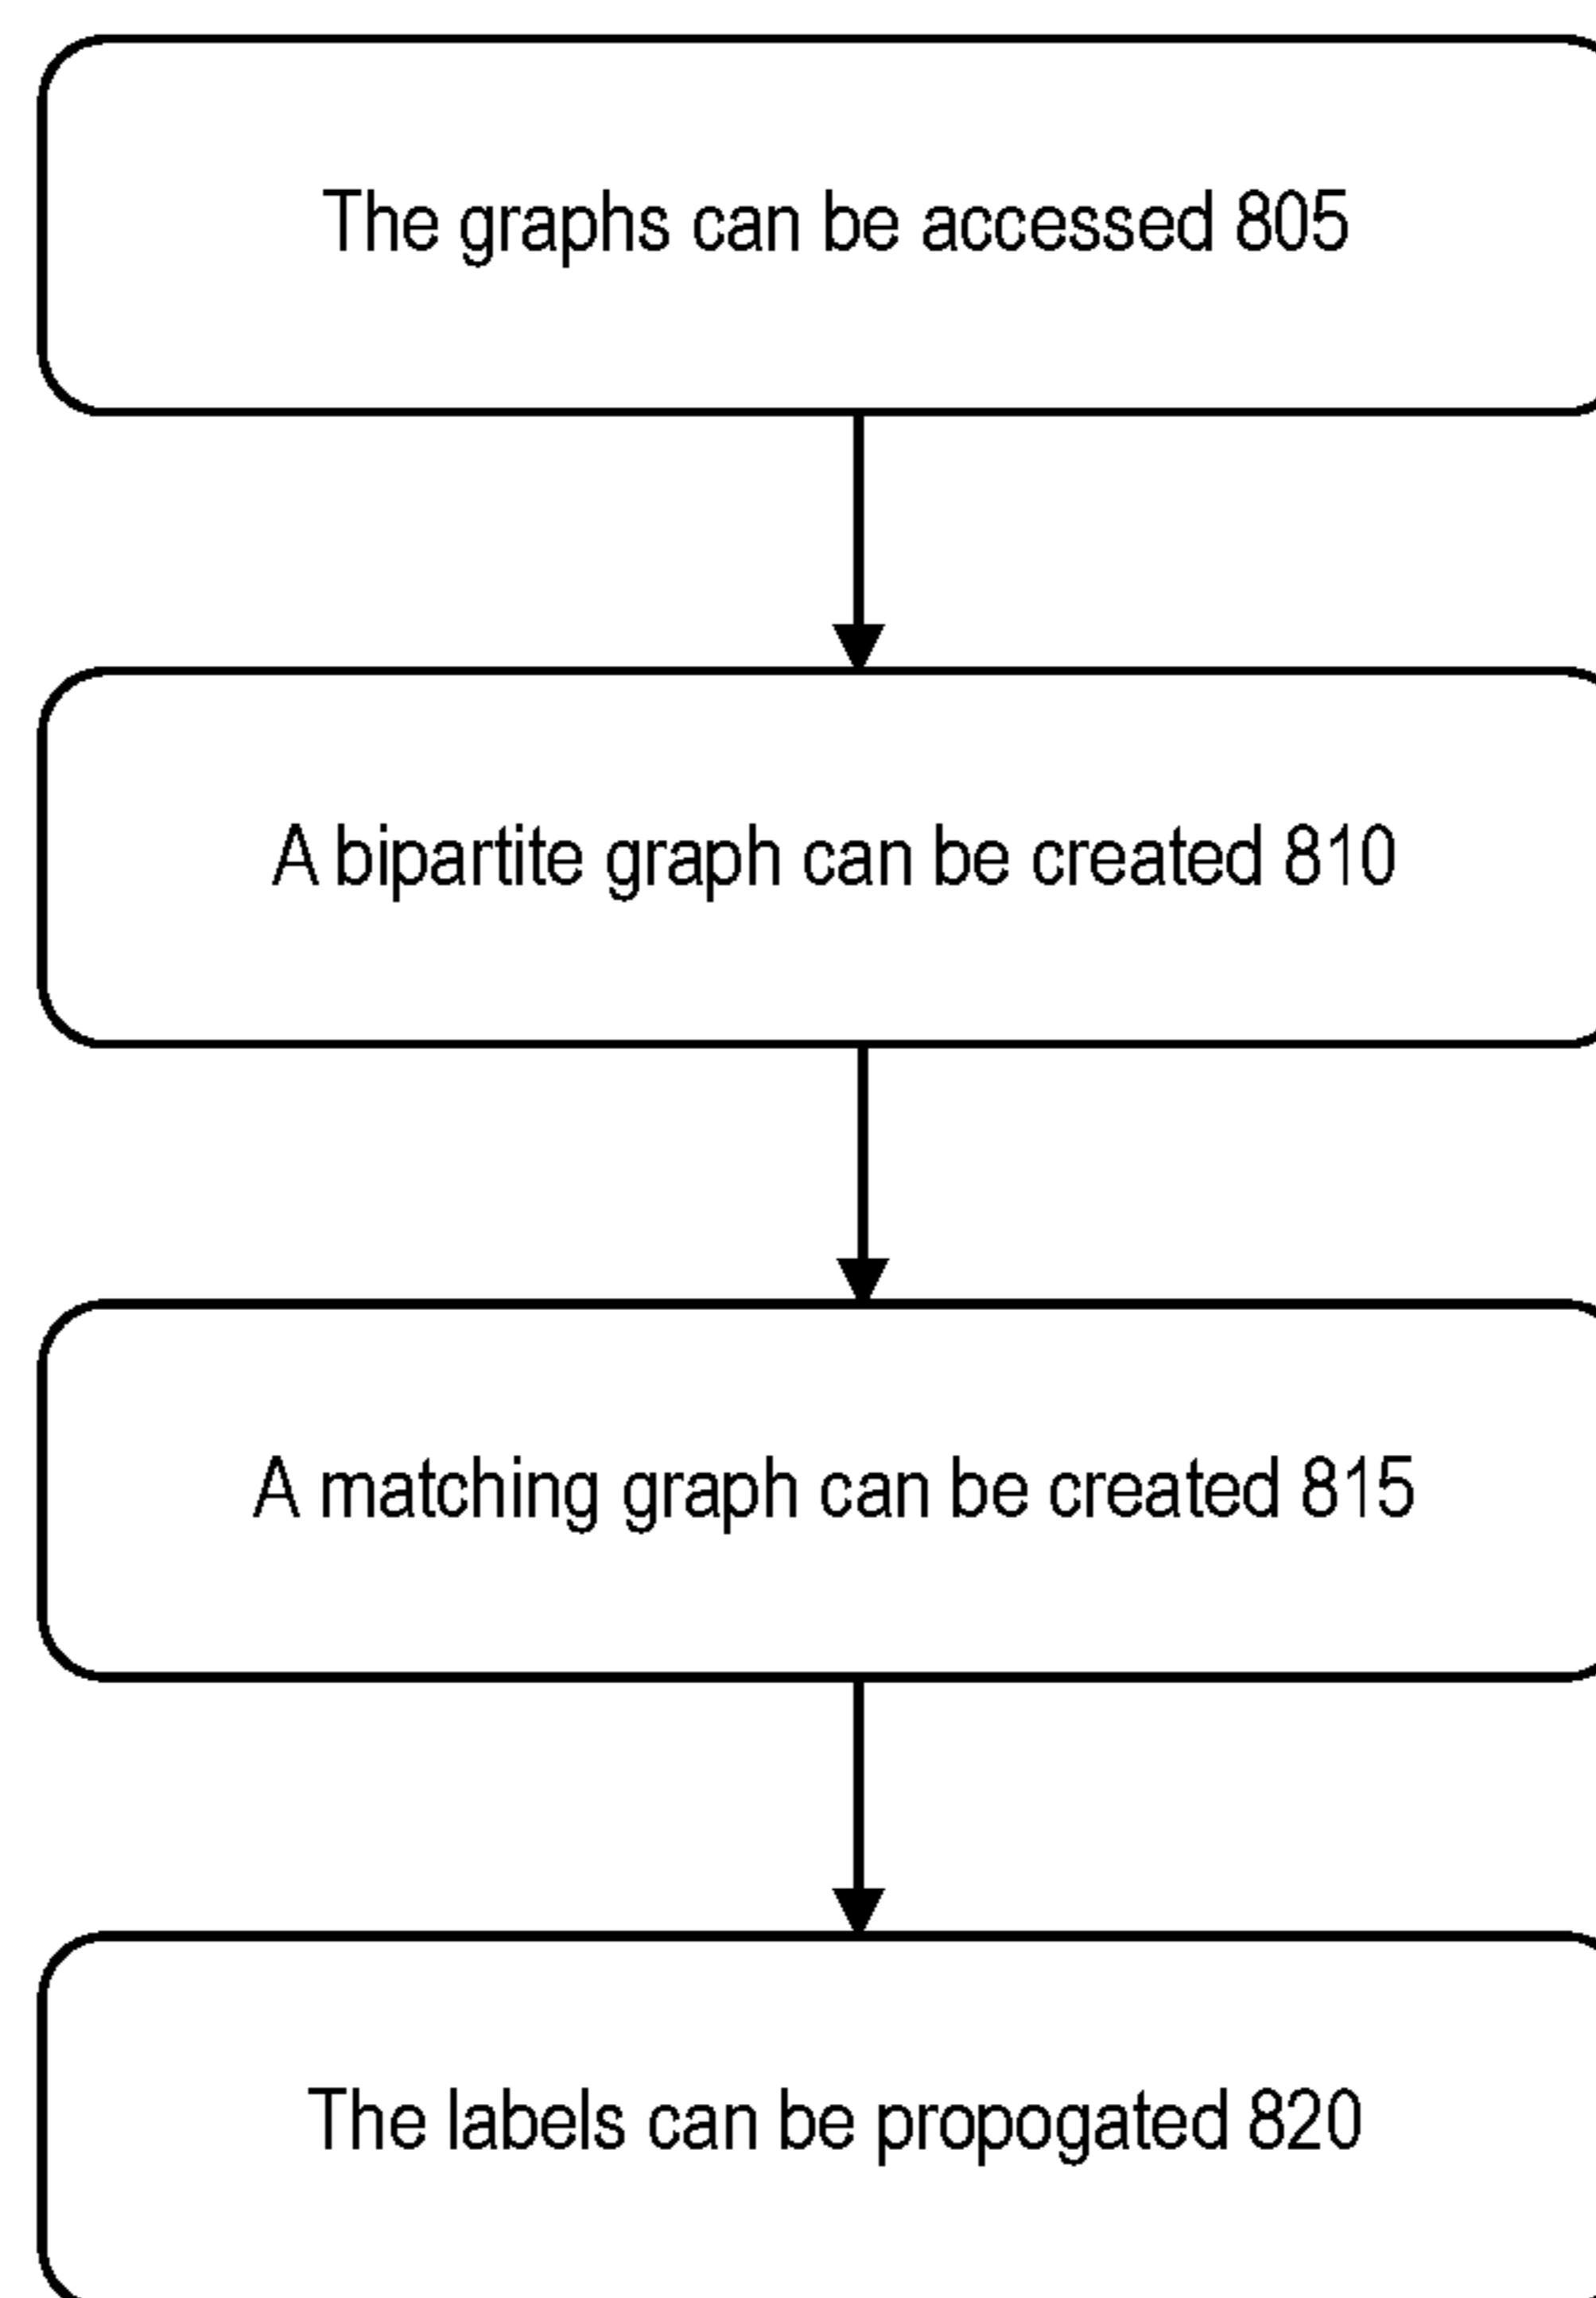 The graphs can be accessed 805
A bipartite graph can be created 810
A matching graph can be created 815
The labels can be propogated 820